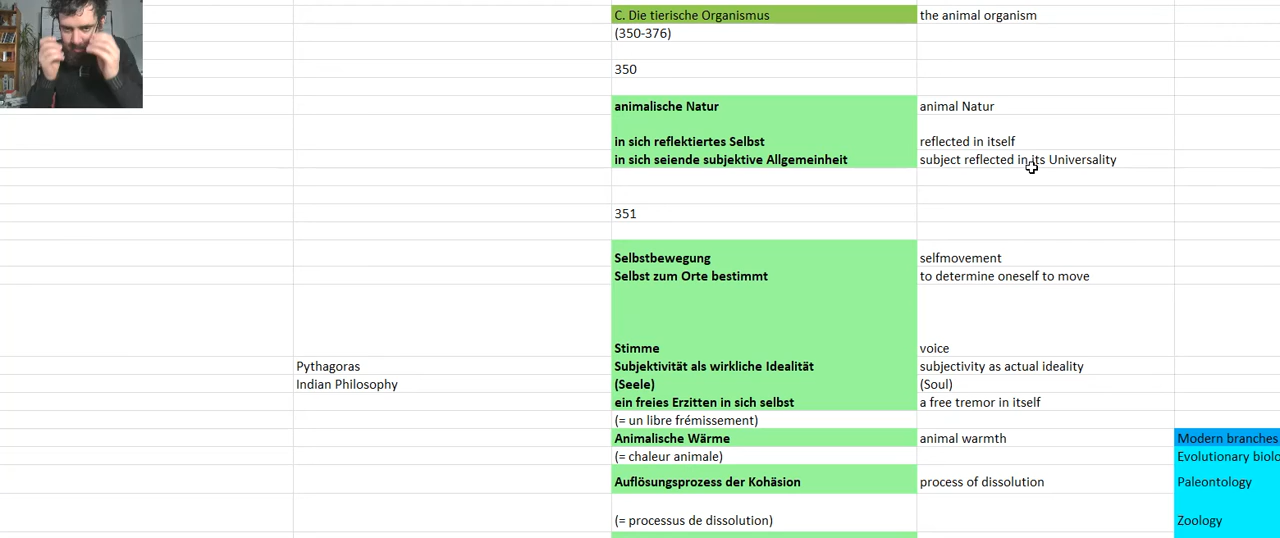 C. Die tierische Organismus the animal organism
(350-376)
350
animalische Natur animal Natur
in sich reflektiertes Selbst reflected in itself
in sich seiende subjektive Allgemeinheit subject reflected in its Universality
351
Selbstbewegung selfmovement
Selbst zum Orte bestimmt to determine oneself to move
Stimme voice
Pythagoras Subjektivität als wirkliche Idealität subjectivity as actual ideality
Indian Philosophy (Seele) (Soul)
ein freies Erzitten in sich selbst a free tremor in itself
(= un libre frémissement)
Animalische Wärme animal warmth Modern branches
(= chaleur animale) Evolutionary biolo
Auflösungsprozess der Kohäsion process of dissolution Paleontology
(= processus de dissolution) Zoology